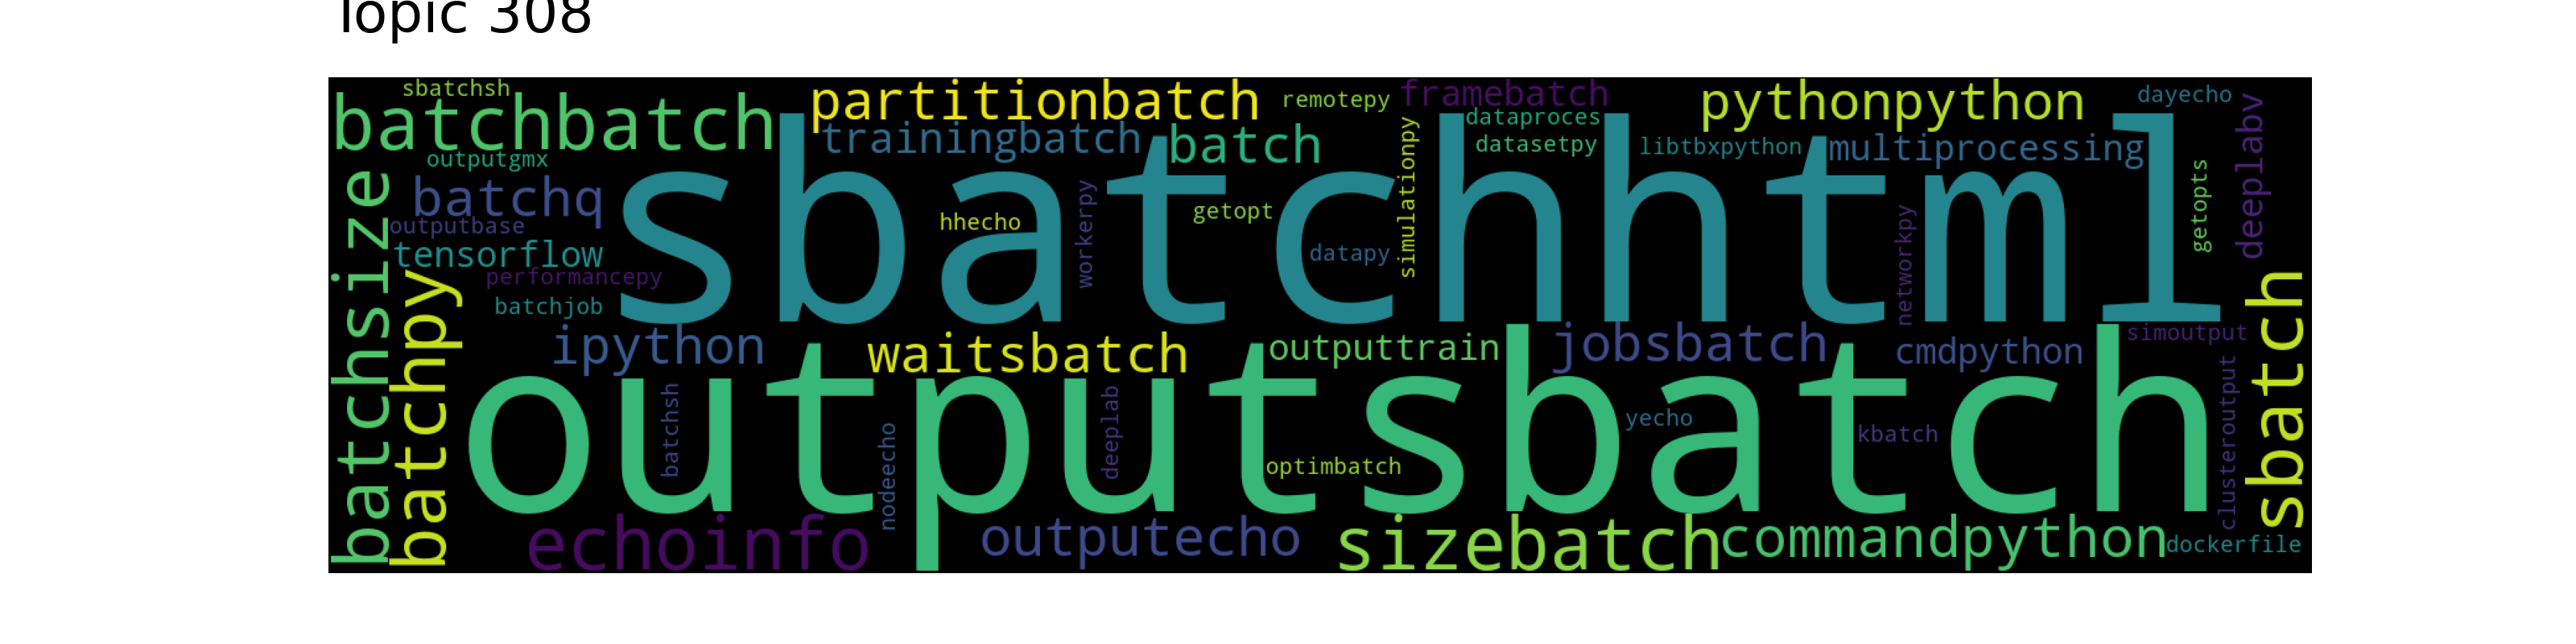 Topic 308
sbatchsh
batchbatch
partitionbatch
remotepy
framebatch
pythonpython
dayecho
deeplabv
trainingbatch
batch
simulationpy
dataproces
datasetpy
libtbxpython
multiprocessing
outputgmx
batchsize
batchq
sbatchhtml
getopts
outputbase
hhecho
workerpy
getopt
datapy
networkpy
tensorflow
performancepy
batchpy
batchjob
ipython
waitsbatch
outputtrain
jobsbatch
cmdpython
simoutput
sbatch
outputsbatch
batchsh
nodeecho
deeplab
yecho
kbatch
clusteroutput
optimbatch
echoinfo
outputecho
sizebatch
commandpython
dockerfile